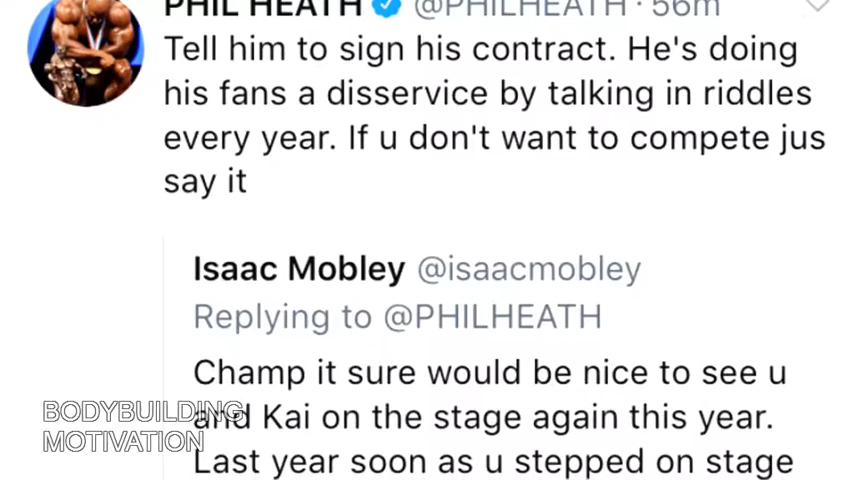 PHIL HEATH @PHILHEATH · 56m
Tell him to sign his contract. He's doing
his fans a disservice by talking in riddles
every year. If u don't want to compete jus
say it
Isaac Mobley @isaacmobley
Replying to @PHILHEATH
Champ it sure would be nice to see u
and Kai on the stage again this year.
Last year soon as u stepped on stage
BODYBUILDING
MOTIVATION